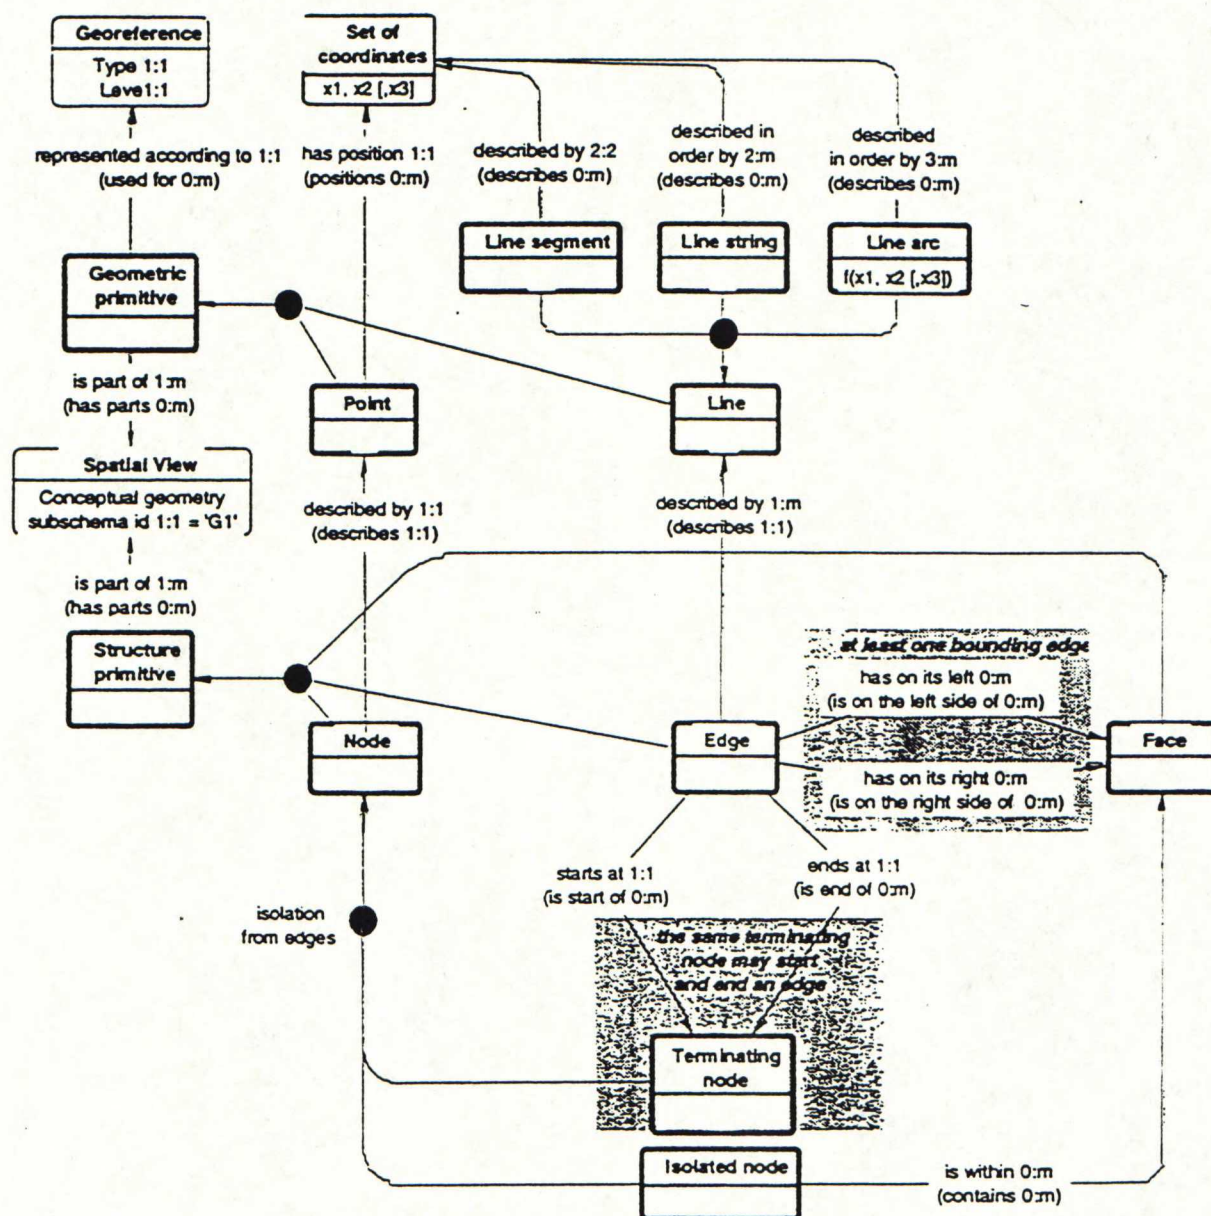 Georeference
Type 1:1
Leve1:1
Set of
coordinates
x1, x2 [,x3]
represented according to 1:1
(used for 0:m)
has position 1:1
(positions 0:m)
described by 2:2
(describes 0:m)
described in
order by 2:m
(describes 0:m)
described
in order by 3:m
(describes 0:m)
Geometric
primitive
Line segment
Line string
Line arc
f(x1, x2 [,x3])
is part of 1:m
(has parts 0:m)
Point
Line
Spatial View
Conceptual geometry
subschema id 1:1 = 'G1'
described by 1:1
(describes 1:1)
described by 1:m
(describes 1:1)
is part of 1:m
(has parts 0:m)
Structure
primitive
at least one bounding edge
has on its left 0:m
(is on the left side of 0:m)
Node
Edge
Face
has on its right 0:m
(is on the right side of 0:m)
starts at 1:1
(is start of 0:m)
ends at 1:1
(is end of 0:m)
isolation
from edges
the same terminating
node may start
and end an edge
Terminating
node
Isolated node
is within 0:m
(contains 0:m)